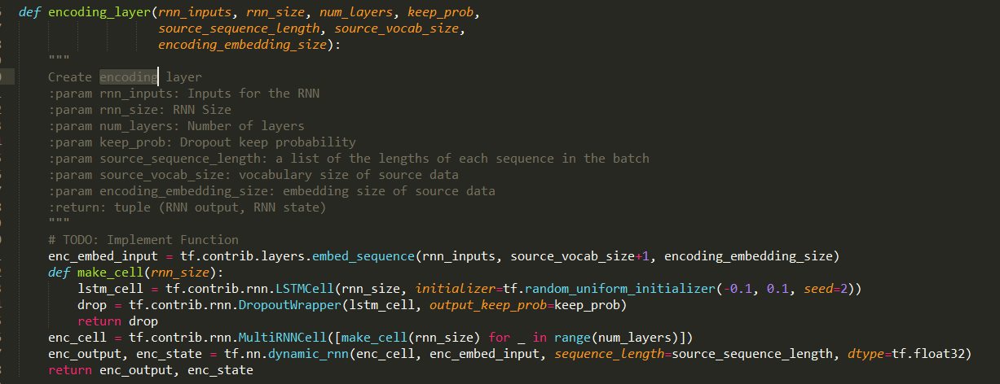 def encoding_layer(rnn_inputs, rnn_size, num_layers, keep_prob,
source_sequence_length, source_vocab_size,
encoding_embedding_size):
"""
Create encoding layer
:param rnn_inputs: Inputs for the RNN
:param rnn_size: RNN Size
:param num_layers: Number of layers
:param keep_prob: Dropout keep probability
:param source_sequence_length: a list of the lengths of each sequence in the batch
:param source_vocab_size: vocabulary size of source data
:param encoding_embedding_size: embedding size of source data
:return: tuple (RNN output, RNN state)
"""
# TODO: Implement Function
enc_embed_input = tf.contrib.layers.embed_sequence(rnn_inputs, source_vocab_size+1, encoding_embedding_size)
def make_cell(rnn_size):
lstm_cell = tf.contrib.rnn.LSTMCell(rnn_size, initializer=tf.random_uniform_initializer(-0.1, 0.1, seed=2))
drop = tf.contrib.rnn.DropoutWrapper(lstm_cell, output_keep_prob=keep_prob)
return drop
enc_cell = tf.contrib.rnn.MultiRNNCell([make_cell(rnn_size) for _ in range(num_layers)])
enc_output, enc_state = tf.nn.dynamic_rnn(enc_cell, enc_embed_input, sequence_length=source_sequence_length, dtype=tf.float32)
return enc_output, enc_state